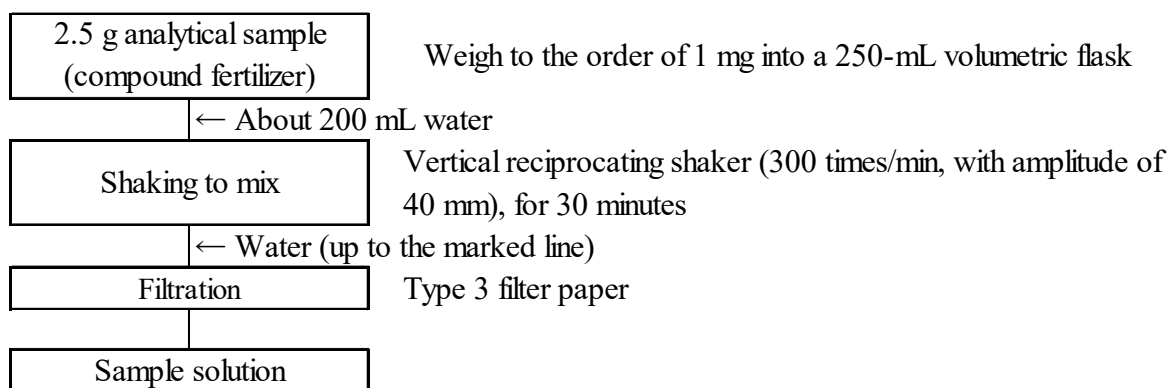 2.5 g analytical sample
(compound fertilizer)
Weigh to the order of 1 mg into a 250-mL volumetric flask
← About 200 mL water
Shaking to mix
Vertical reciprocating shaker (300 times/min, with amplitude of
40 mm), for 30 minutes
← Water (up to the marked line)
Filtration
Type 3 filter paper
Sample solution